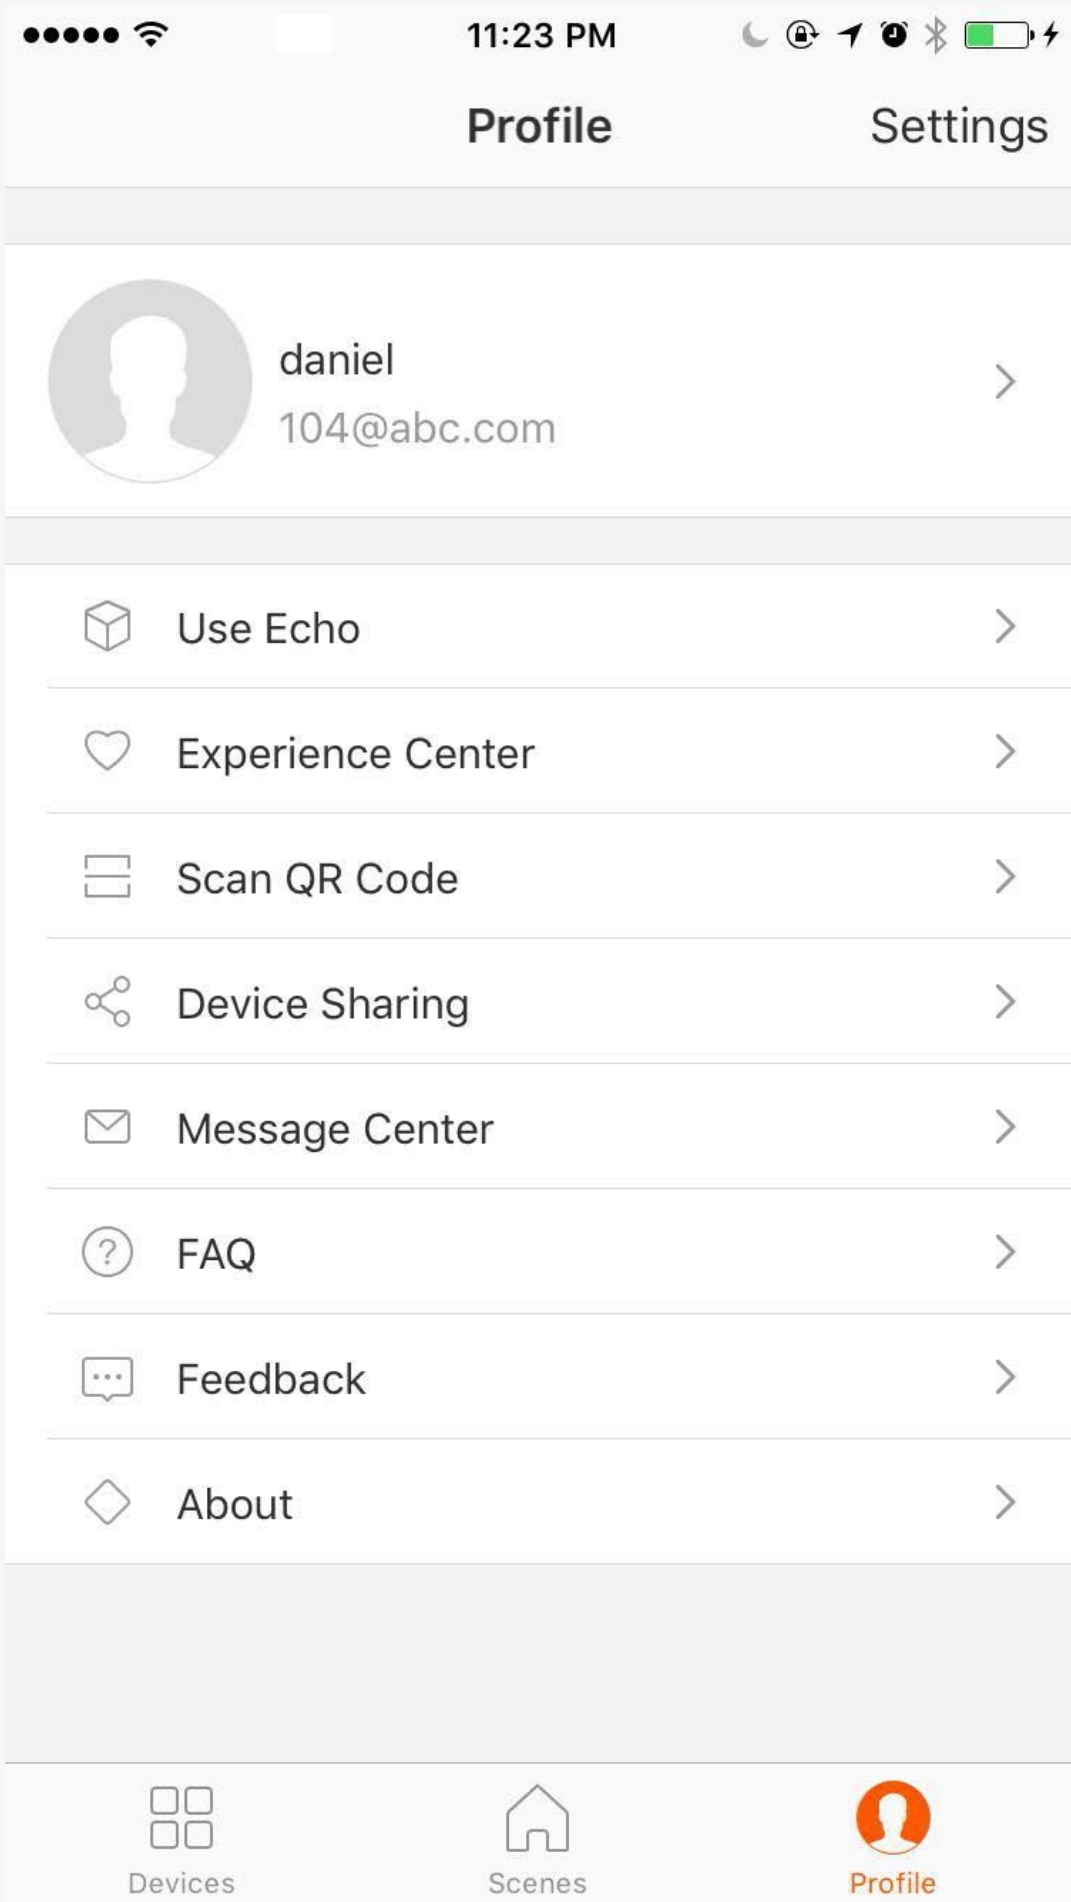 11:23 PM
Profile
Settings
daniel
104@abc.com
Use Echo
Experience Center
Scan QR Code
Device Sharing
Message Center
FAQ
Feedback
About
Devices
Scenes
Profile